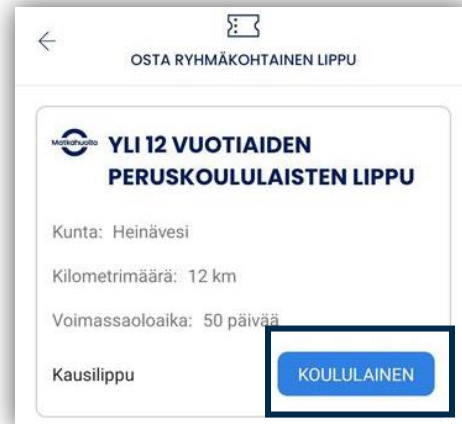 OSTA RYHMÄKOHTAINEN LIPPU
Matkahuolto
YLI 12 VUOTIAIDEN
PERUSKOULULAISTEN LIPPU
Kunta: Heinävesi
Kilometrimäärä: 12 km
Voimassaoloaika: 50 päivää
Kausilippu
KOULULAINEN